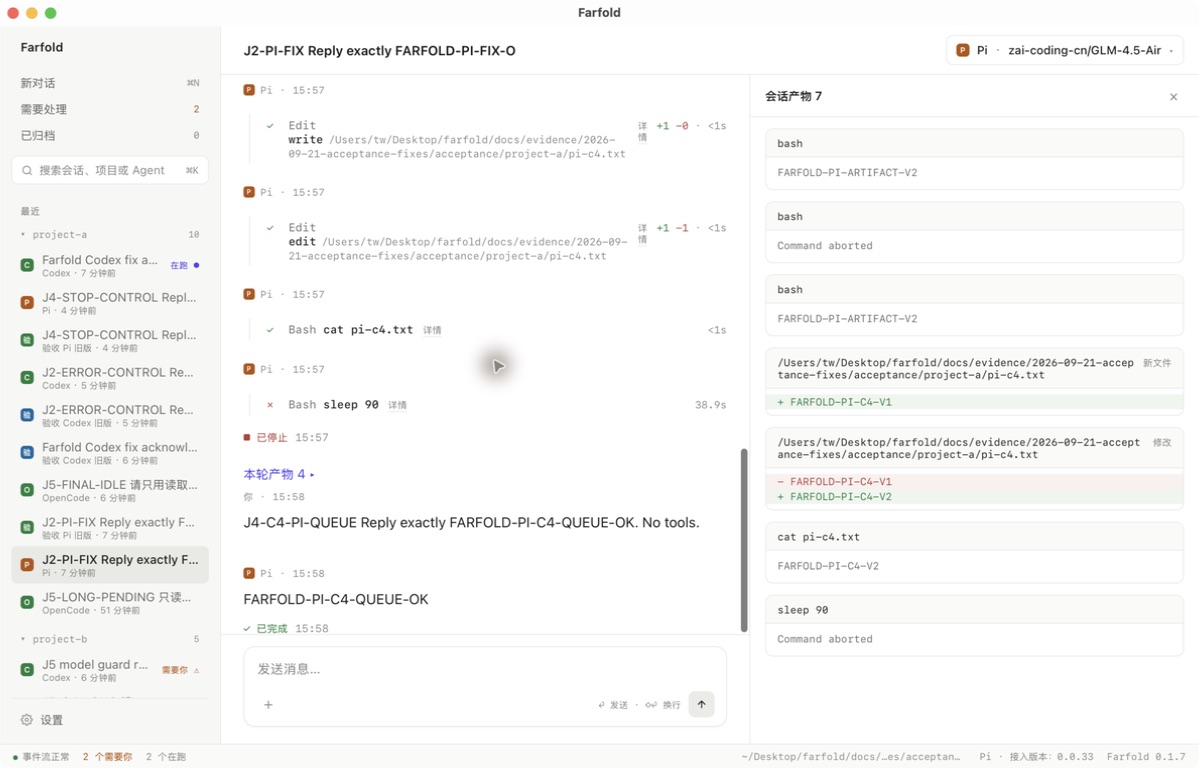 Farfold
Farfold
新对话 ⌘N
需要处理 2
已归档 0
搜索会话、项目或 Agent ⌘K
最近
project-a 10
Farfold Codex fix a... 在跑
Codex · 7 分钟前
J4-STOP-CONTROL Repl...
Pi · 4 分钟前
J4-STOP-CONTROL Repl...
验收 Pi 旧版 · 4 分钟前
J2-ERROR-CONTROL Re...
Codex · 5 分钟前
J2-ERROR-CONTROL Re...
验收 Codex 旧版 · 5 分钟前
Farfold Codex fix acknowl...
验收 Codex 旧版 · 6 分钟前
J5-FINAL-IDLE 请只用读取...
OpenCode · 6 分钟前
J2-PI-FIX Reply exactly F...
验收 Pi 旧版 · 7 分钟前
J2-PI-FIX Reply exactly F...
Pi · 7 分钟前
J5-LONG-PENDING 只读...
OpenCode · 51 分钟前
project-b 5
J5 model guard r... 需要你
Codex · 6 分钟前
设置
J2-PI-FIX Reply exactly FARFOLD-PI-FIX-O
P Pi · zai-coding-cn/GLM-4.5-Air
P Pi · 15:57
✓ Edit 详情 +1 −0 · <1s
write /Users/tw/Desktop/farfold/docs/evidence/2026-
09-21-acceptance-fixes/acceptance/project-a/pi-c4.txt
P Pi · 15:57
✓ Edit 详情 +1 −1 · <1s
edit /Users/tw/Desktop/farfold/docs/evidence/2026-09-
21-acceptance-fixes/acceptance/project-a/pi-c4.txt
P Pi · 15:57
✓ Bash cat pi-c4.txt 详情 <1s
P Pi · 15:57
× Bash sleep 90 详情 38.9s
已停止 15:57
本轮产物 4 ▸
你 · 15:58
J4-C4-PI-QUEUE Reply exactly FARFOLD-PI-C4-QUEUE-OK. No tools.
P Pi · 15:58
FARFOLD-PI-C4-QUEUE-OK
✓ 已完成 15:58
发送消息...
+ 发送 · 换行
会话产物 7 ×
bash
FARFOLD-PI-ARTIFACT-V2
bash
Command aborted
bash
FARFOLD-PI-ARTIFACT-V2
/Users/tw/Desktop/farfold/docs/evidence/2026-09-21-accep 新文件
tance-fixes/acceptance/project-a/pi-c4.txt
+ FARFOLD-PI-C4-V1
/Users/tw/Desktop/farfold/docs/evidence/2026-09-21-accept 修改
ance-fixes/acceptance/project-a/pi-c4.txt
− FARFOLD-PI-C4-V1
+ FARFOLD-PI-C4-V2
cat pi-c4.txt
FARFOLD-PI-C4-V2
sleep 90
Command aborted
事件流正常 2 个需要你 2 个在跑
~/Desktop/farfold/docs/…es/acceptan… Pi · 接入版本: 0.0.33 Farfold 0.1.7